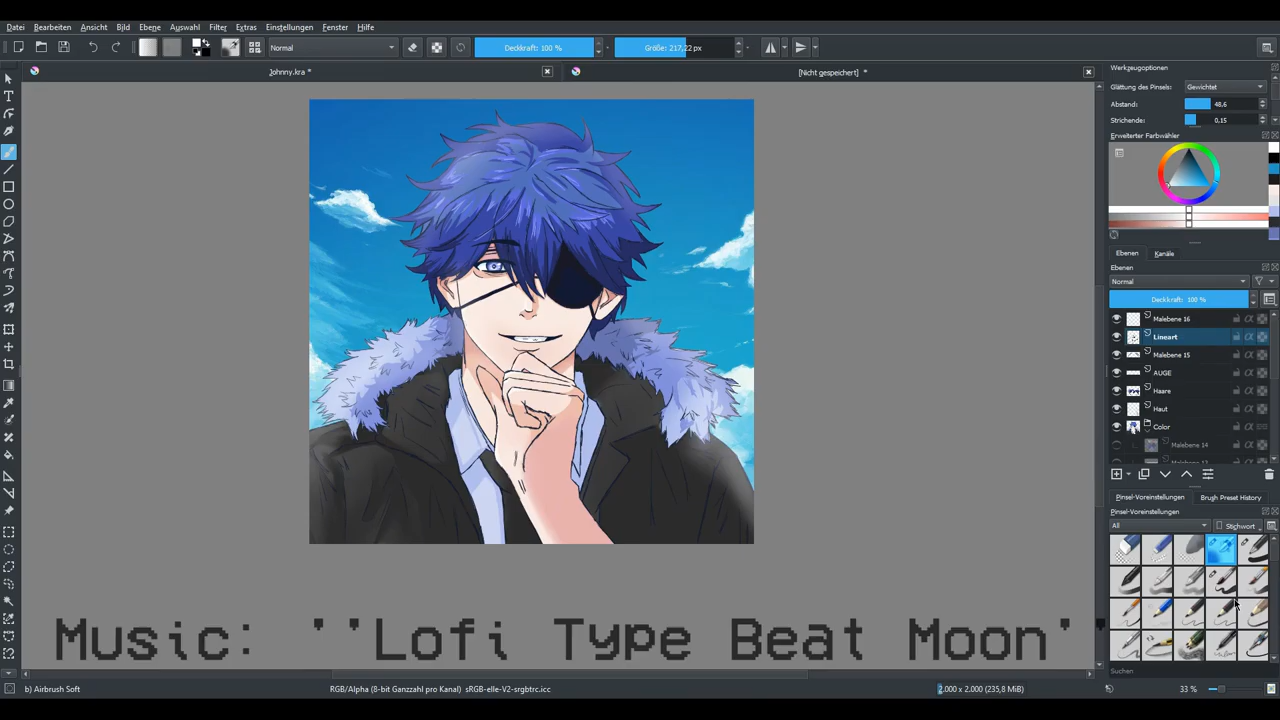 Datei Bearbeiten Ansicht Bild Ebene Auswahl Filter Extras Einstellungen Fenster Hilfe
Normal Deckkraft: 100 % Größe: 217,22 px
Johnny.kra * [Nicht gespeichert] *
Werkzeugoptionen
Glättung des Pinsels: Gewichtet
Abstand: 48,6
Strichende: 0,15
Erweiterter Farbwähler
Ebenen Kanäle
Ebenen
Normal
Deckkraft: 100 %
Malebene 16
Lineart
Malebene 15
AUGE
Haare
Haut
Color
Malebene 14
Pinsel-Voreinstellungen Brush Preset History
Pinsel-Voreinstellungen
All Stichwort
Music: ''Lofi Type Beat Moon''
Suchen
b) Airbrush Soft RGB/Alpha (8-bit Ganzzahl pro Kanal) sRGB-elle-V2-srgbtrc.icc 2.000 x 2.000 (235,8 MiB) 33 %